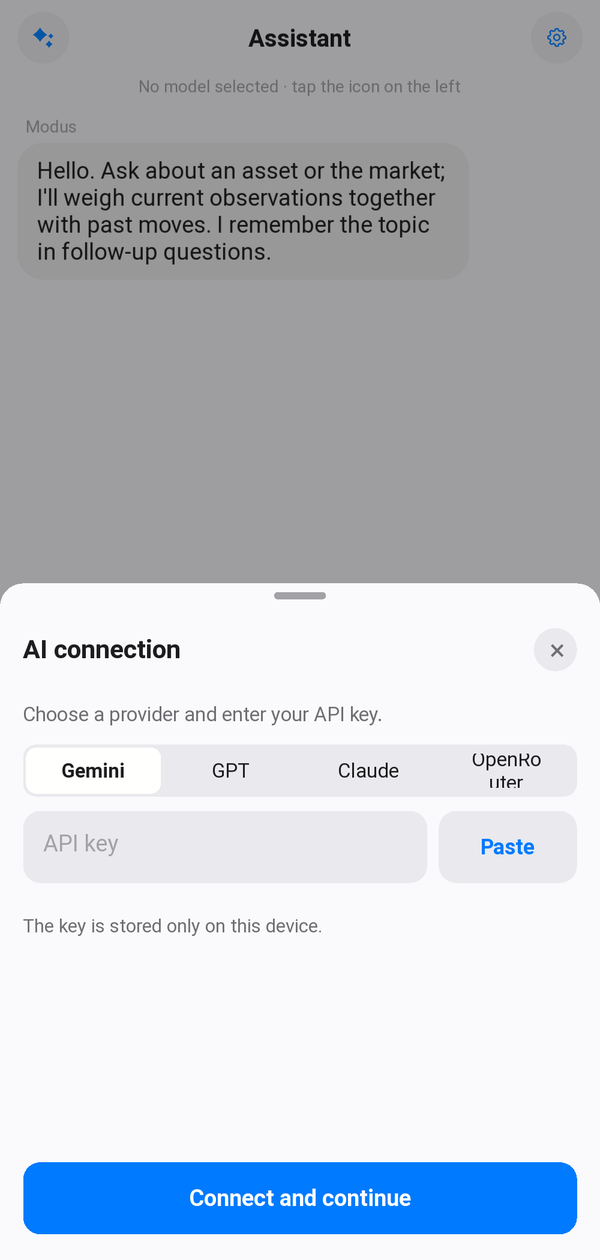 Assistant
No model selected · tap the icon on the left
Modus
Hello. Ask about an asset or the market;
I'll weigh current observations together
with past moves. I remember the topic
in follow-up questions.
AI connection
Choose a provider and enter your API key.
Gemini
GPT
Claude
OpenRo
uter
API key
Paste
The key is stored only on this device.
Connect and continue